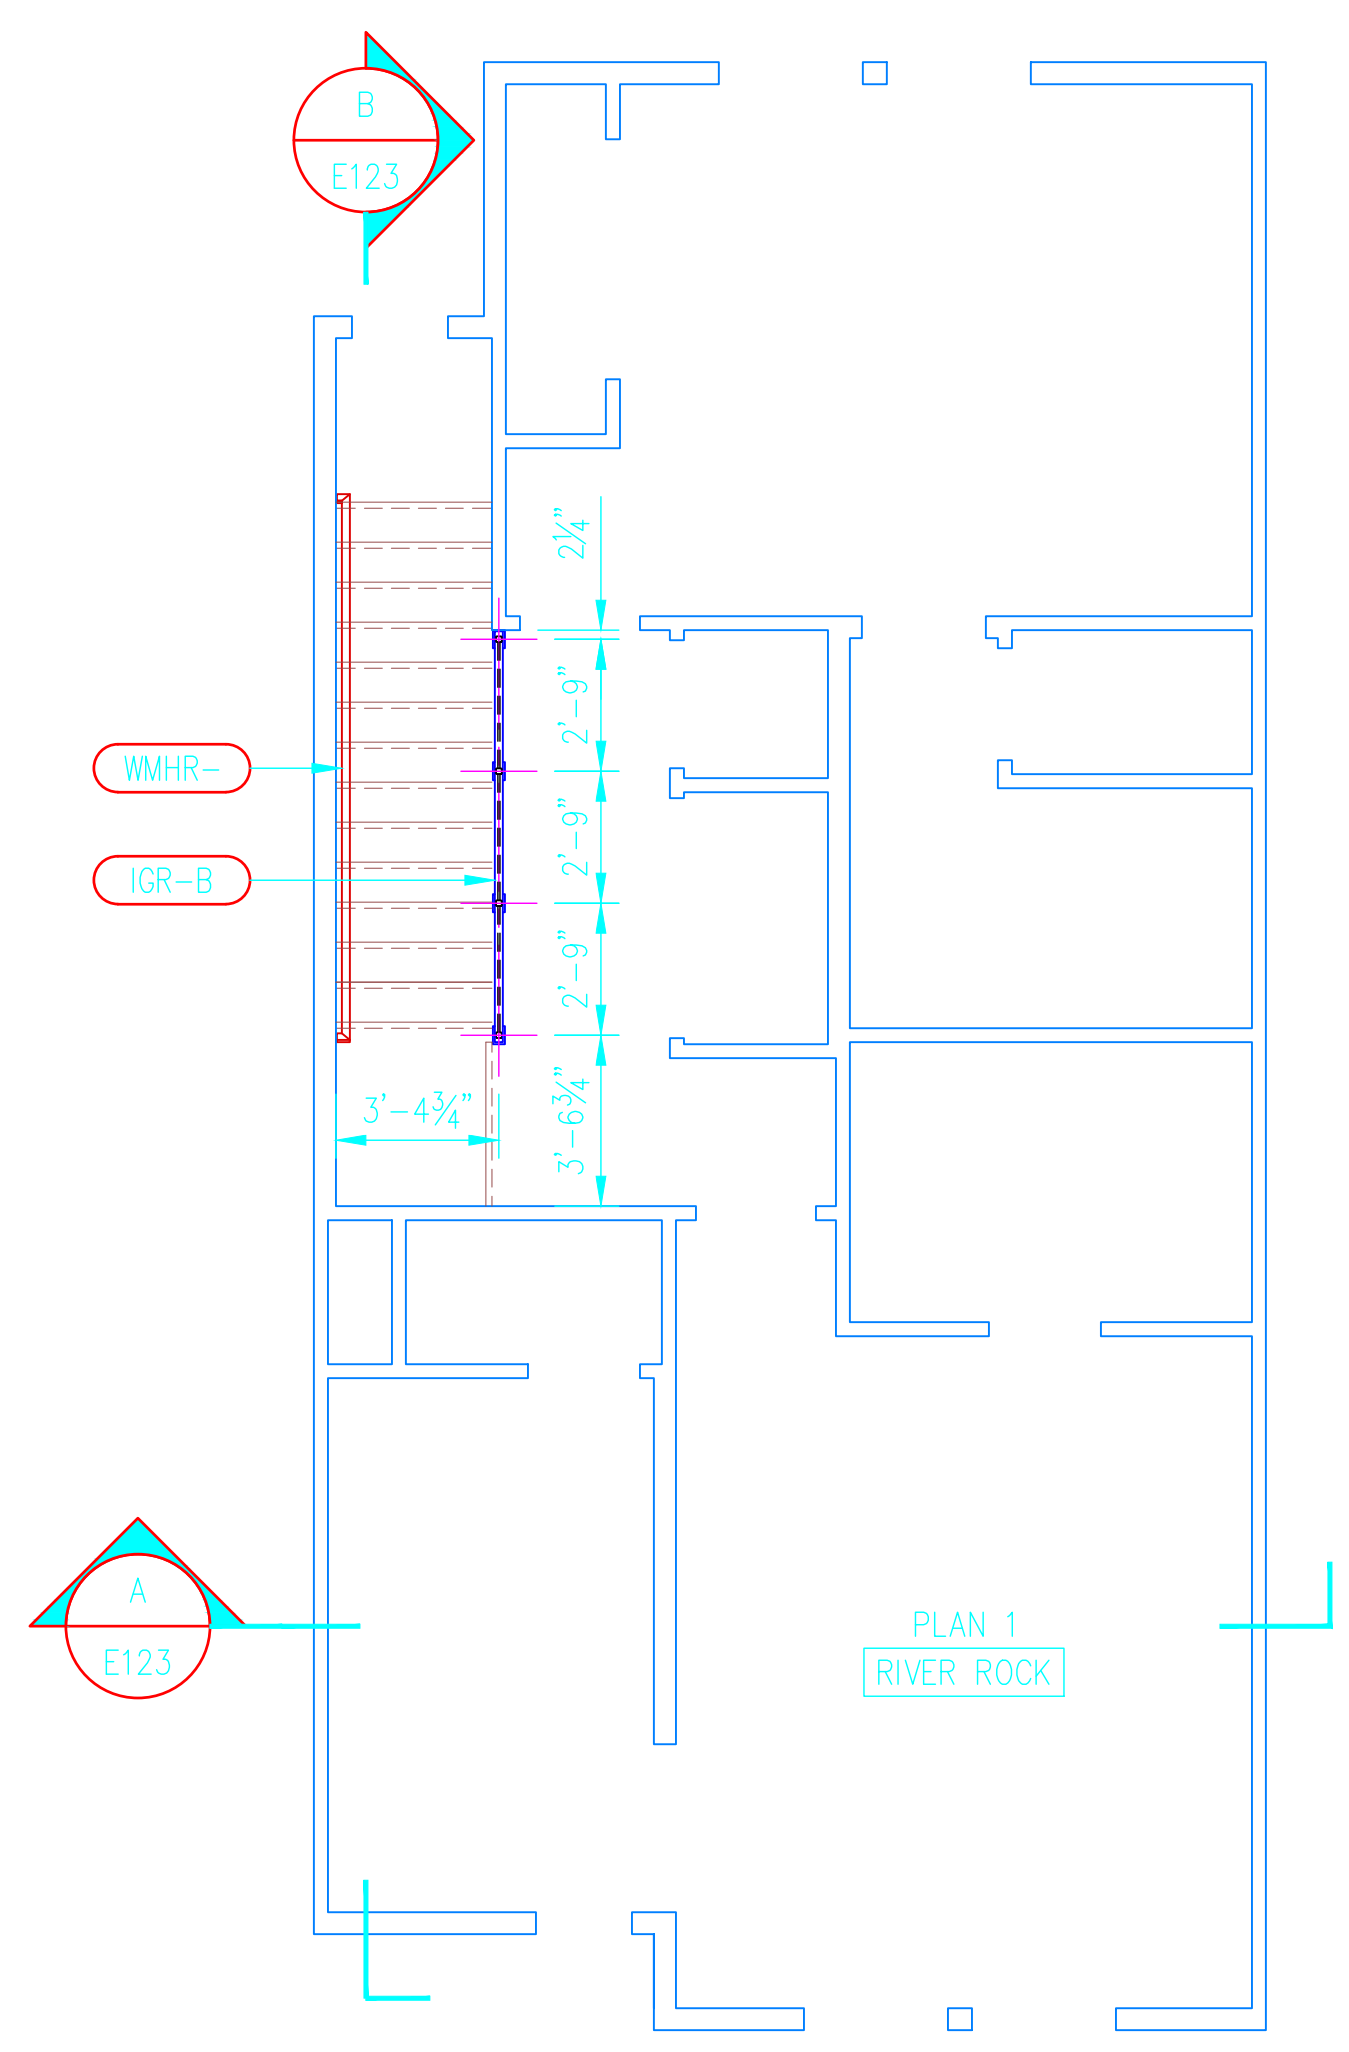 B
E123
2¼”
2’-9”
WMHR-
2’-9”
IGR-B
2’-9”
3’-4¾”
3’-6¾”
A
E123
PLAN 1
RIVER ROCK